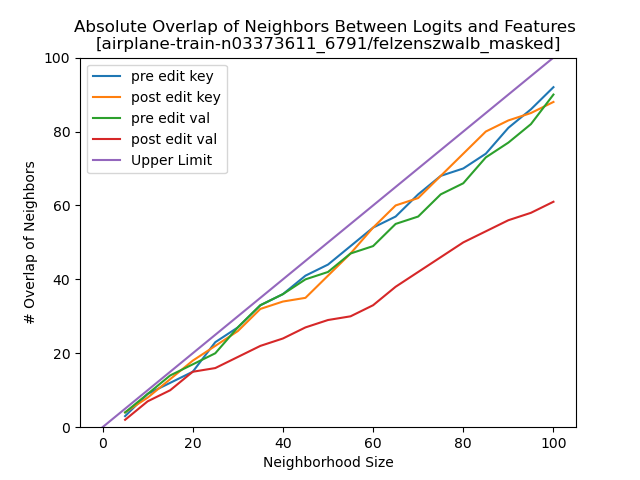 Absolute Overlap of Neighbors Between Logits and Features
[airplane-train-n03373611_6791/felzenszwalb_masked]
pre edit key
post edit key
pre edit val
post edit val
Upper Limit
# Overlap of Neighbors
100
80
60
40
20
0
0 20 40 60 80 100
Neighborhood Size